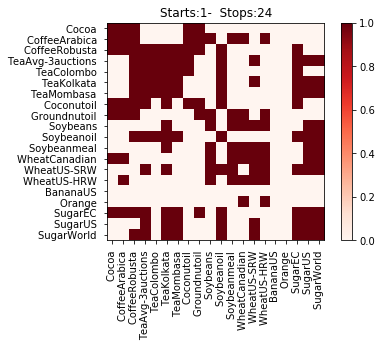 Starts:1-  Stops:24
Cocoa
CoffeeArabica
CoffeeRobusta
TeaAvg-3auctions
TeaColombo
TeaKolkata
TeaMombasa
Coconutoil
Groundnutoil
Soybeans
Soybeanoil
Soybeanmeal
WheatCanadian
WheatUS-SRW
WheatUS-HRW
BananaUS
Orange
SugarEC
SugarUS
SugarWorld
Cocoa
CoffeeArabica
CoffeeRobusta
TeaAvg-3auctions
TeaColombo
TeaKolkata
TeaMombasa
Coconutoil
Groundnutoil
Soybeans
Soybeanoil
Soybeanmeal
WheatCanadian
WheatUS-SRW
WheatUS-HRW
BananaUS
Orange
SugarEC
SugarUS
SugarWorld
1.0
0.8
0.6
0.4
0.2
0.0